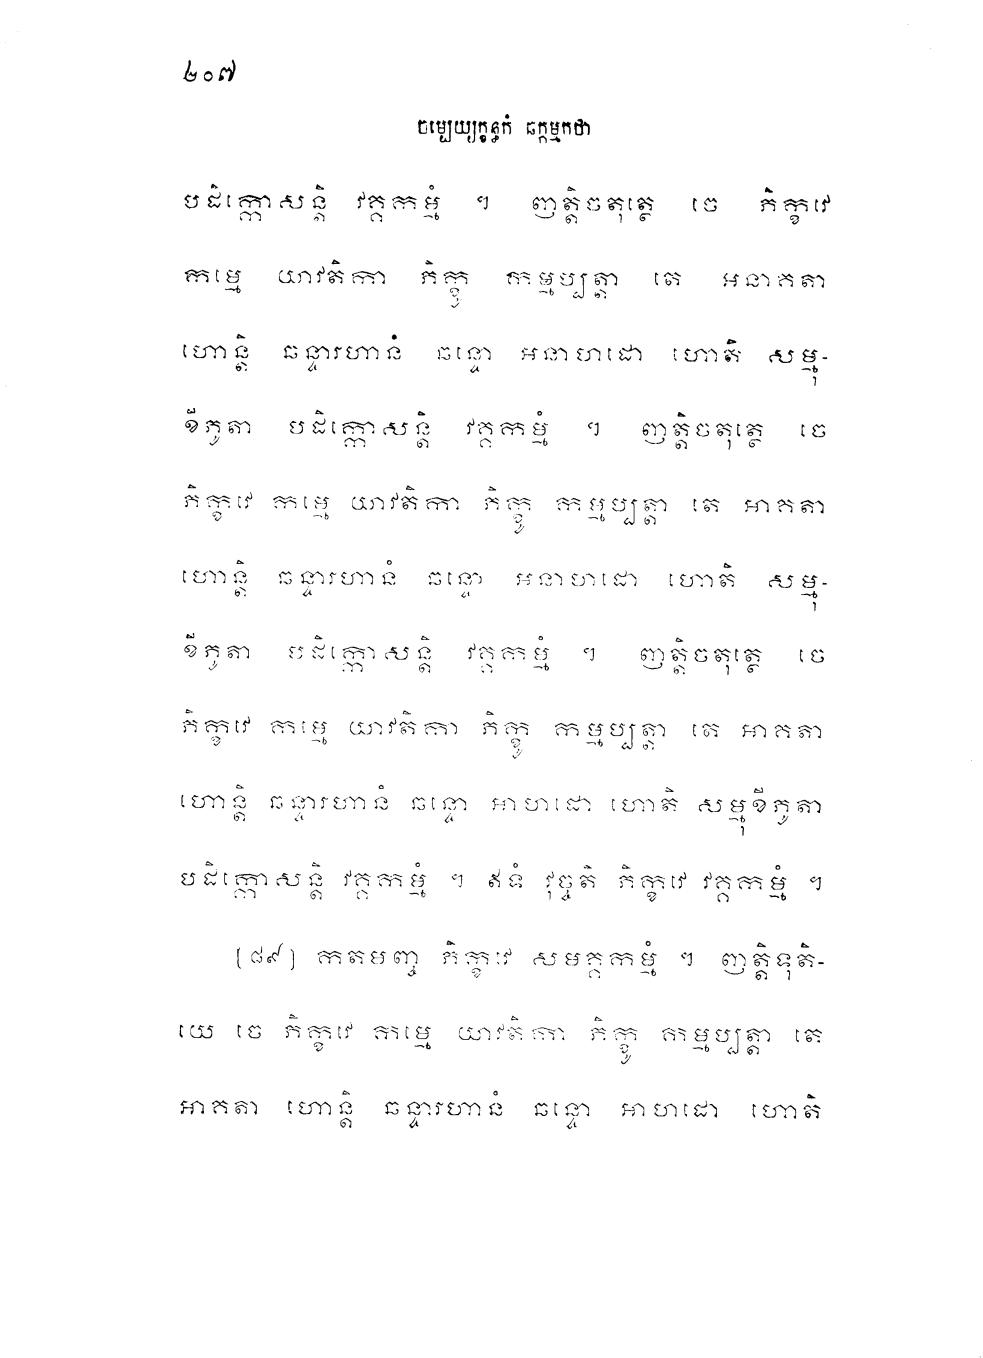 ២០៧
ចម្បេយ្យក្ខន្ធកំ ឆក្កម្មកថា
បដិក្កោសន្តិ វគ្គកម្មំ ។ ញត្តិចតុត្ថេ ចេ ភិក្ខវេ
កម្មេ យាវតិកា ភិក្ខូ កម្មប្បត្តា តេ អនាគតា
ហោន្តិ ឆន្ទារហានំ ឆន្ទោ អនាហដោ ហោតិ សម្មុ-
ខីភូតា បដិក្កោសន្តិ វគ្គកម្មំ ។ ញត្តិចតុត្ថេ ចេ
ភិក្ខវេ កម្មេ យាវតិកា ភិក្ខូ កម្មប្បត្តា តេ អាគតា
ហោន្តិ ឆន្ទារហានំ ឆន្ទោ អនាហដោ ហោតិ សម្មុ-
ខីភូតា បដិក្កោសន្តិ វគ្គកម្មំ ។ ញត្តិចតុត្ថេ ចេ
ភិក្ខវេ កម្មេ យាវតិកា ភិក្ខូ កម្មប្បត្តា តេ អាគតា
ហោន្តិ ឆន្ទារហានំ ឆន្ទោ អាហដោ ហោតិ សម្មុខីភូតា
បដិក្កោសន្តិ វគ្គកម្មំ ។ ឥទំ វុច្ចតិ ភិក្ខវេ វគ្គកម្មំ ។
[៨៩] កតមញ្ច ភិក្ខវេ សមគ្គកម្មំ ។ ញត្តិទុតិ-
យេ ចេ ភិក្ខវេ កម្មេ យាវតិកា ភិក្ខូ កម្មប្បត្តា តេ
អាគតា ហោន្តិ ឆន្ទារហានំ ឆន្ទោ អាហដោ ហោតិ